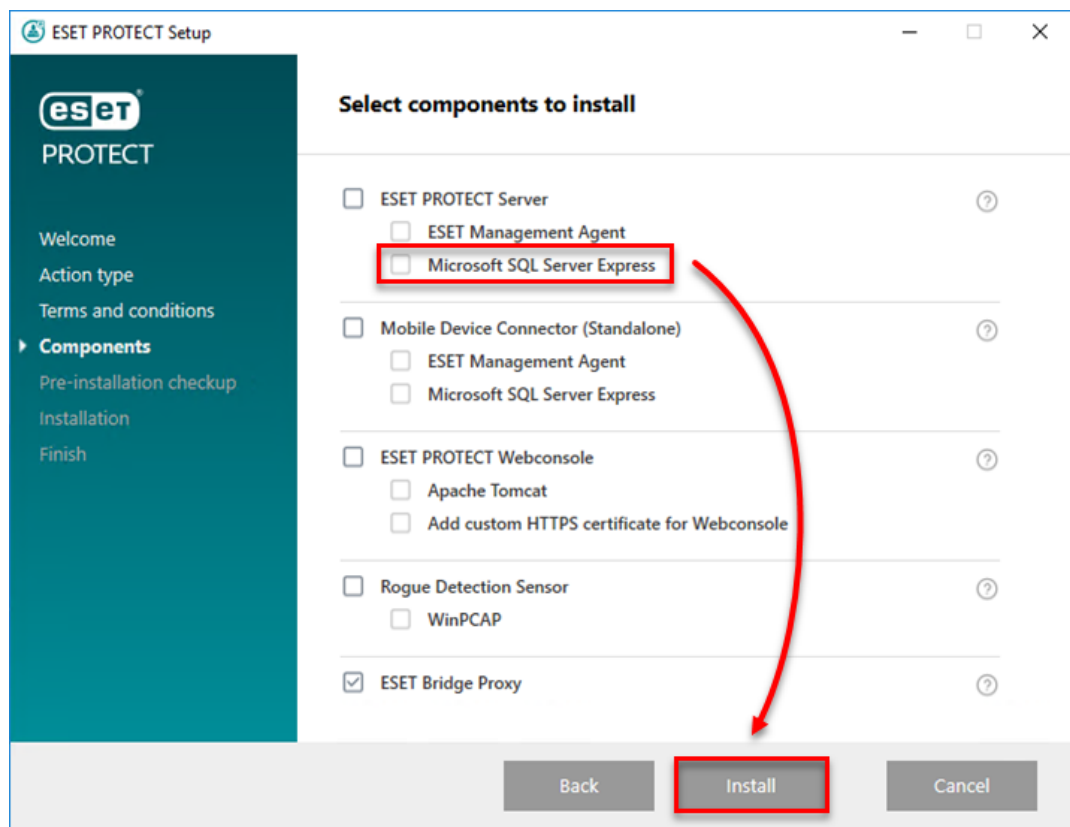 ESET PROTECT Setup
eseT
PROTECT
Welcome
Action type
Terms and conditions
Components
Pre-installation checkup
Installation
Finish
Select components to install
ESET PROTECT Server
ESET Management Agent
Microsoft SQL Server Express
Mobile Device Connector (Standalone)
ESET Management Agent
Microsoft SQL Server Express
ESET PROTECT Webconsole
Apache Tomcat
Add custom HTTPS certificate for Webconsole
Rogue Detection Sensor
WinPCAP
ESET Bridge Proxy
Back Install Cancel